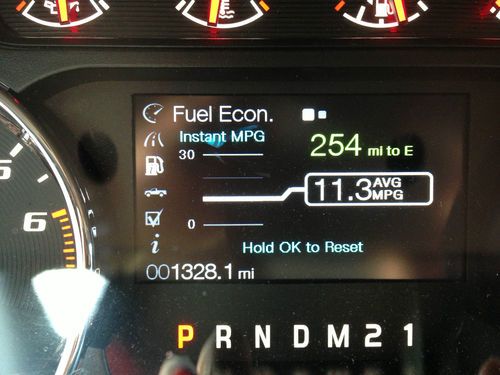 Fuel Econ.
Instant MPG
30
254 mi to E
11.3 AVG MPG
0
Hold OK to Reset
001328.1 mi
5
6
P R N D M 2 1